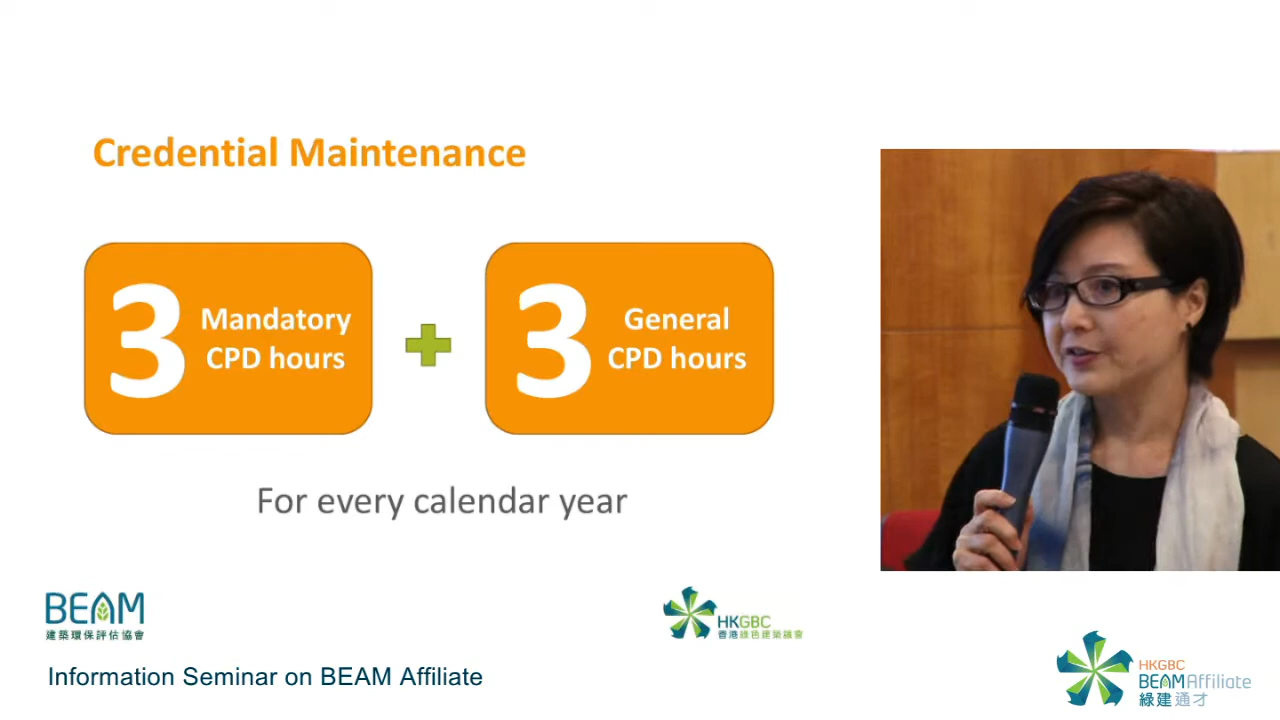 Credential Maintenance
3
Mandatory
CPD hours
3
General
CPD hours
For every calendar year
BEAM
建築環保評估協會
HKGBC
香港綠色建築議會
Information Seminar on BEAM Affiliate
HKGBC
BEAM Affiliate
綠建通才